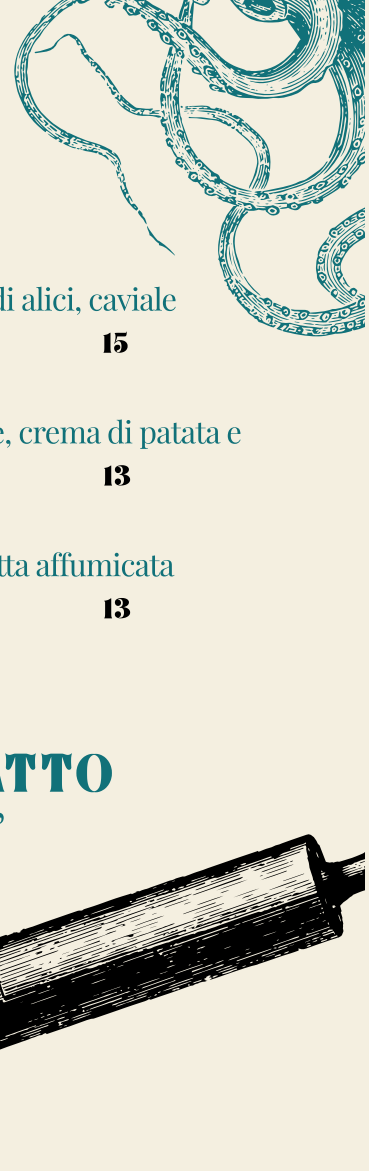 di alici, caviale
15
e, crema di patata e
13
tta affumicata
13
ATTO
,